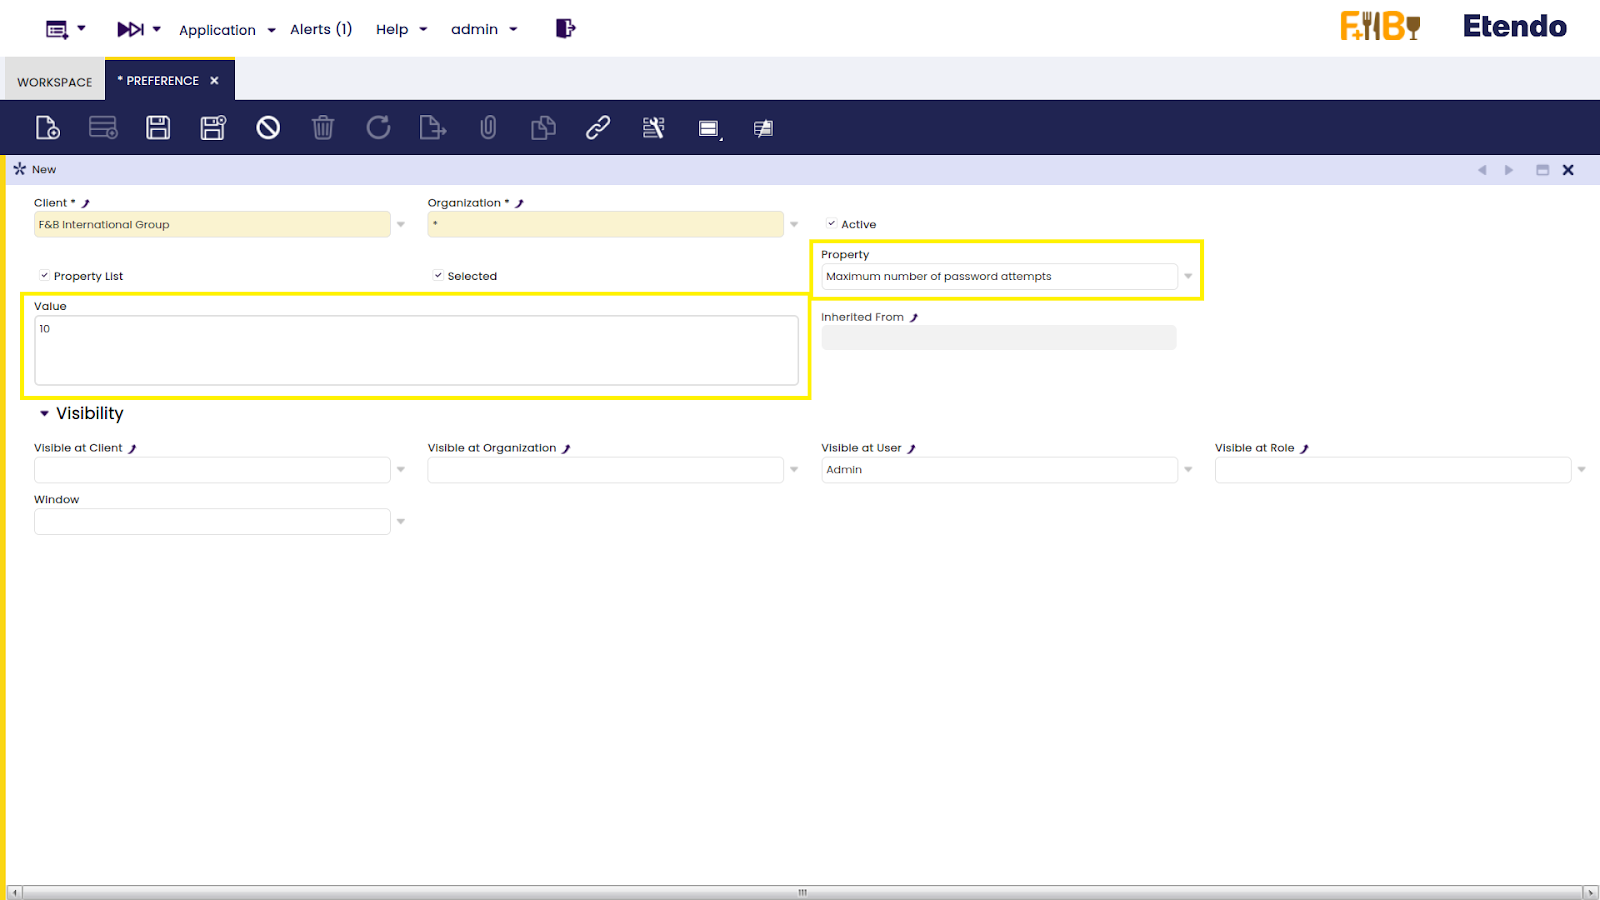 Application
Alerts (1)
Help
admin
F&B
Etendo
WORKSPACE
* PREFERENCE
New
Client *
Organization *
F&B International Group
*
Active
Property
Property List
Selected
Maximum number of password attempts
Value
10
Inherited From
Visibility
Visible at Client
Visible at Organization
Visible at User
Visible at Role
Admin
Window